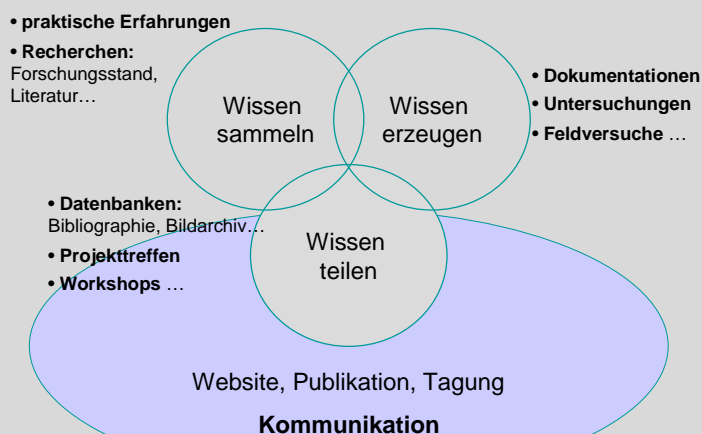 • praktische Erfahrungen
• Recherchen:
Forschungsstand,
Literatur…
Wissen
sammeln
Wissen
erzeugen
• Dokumentationen
• Untersuchungen
• Feldversuche …
• Datenbanken:
Bibliographie, Bildarchiv…
• Projekttreffen
• Workshops …
Wissen
teilen
Website, Publikation, Tagung
Kommunikation